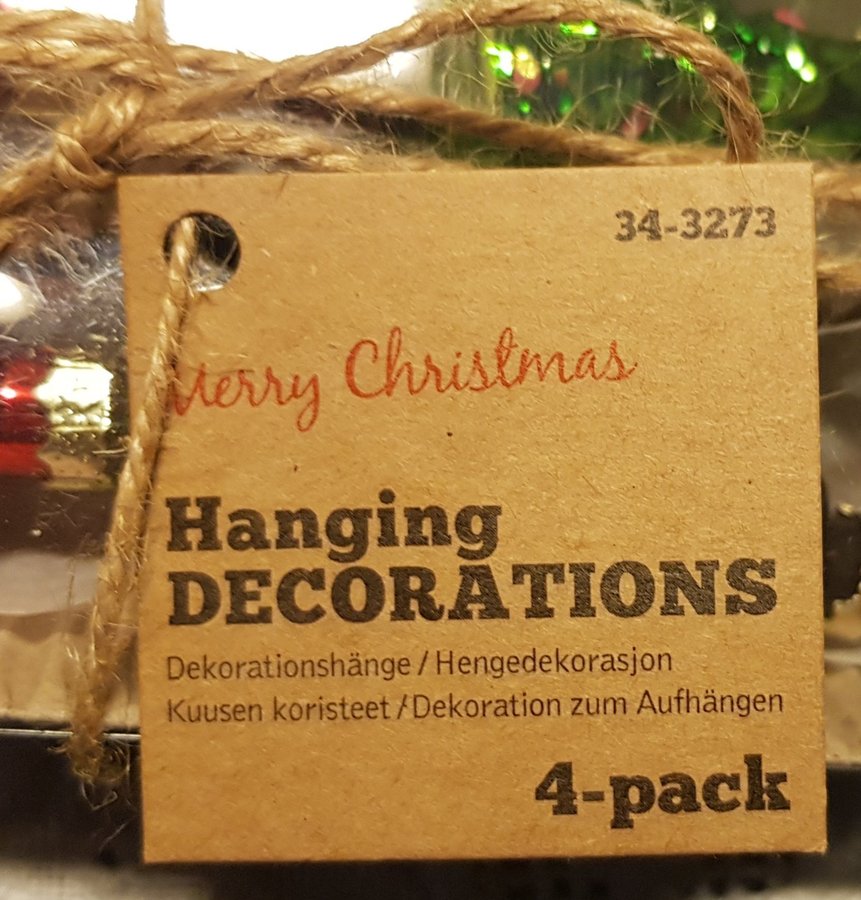 34-3273
Merry Christmas
Hanging
DECORATIONS
Dekorationshänge / Hengedekorasjon
Kuusen koristeet / Dekoration zum Aufhängen
4-pack